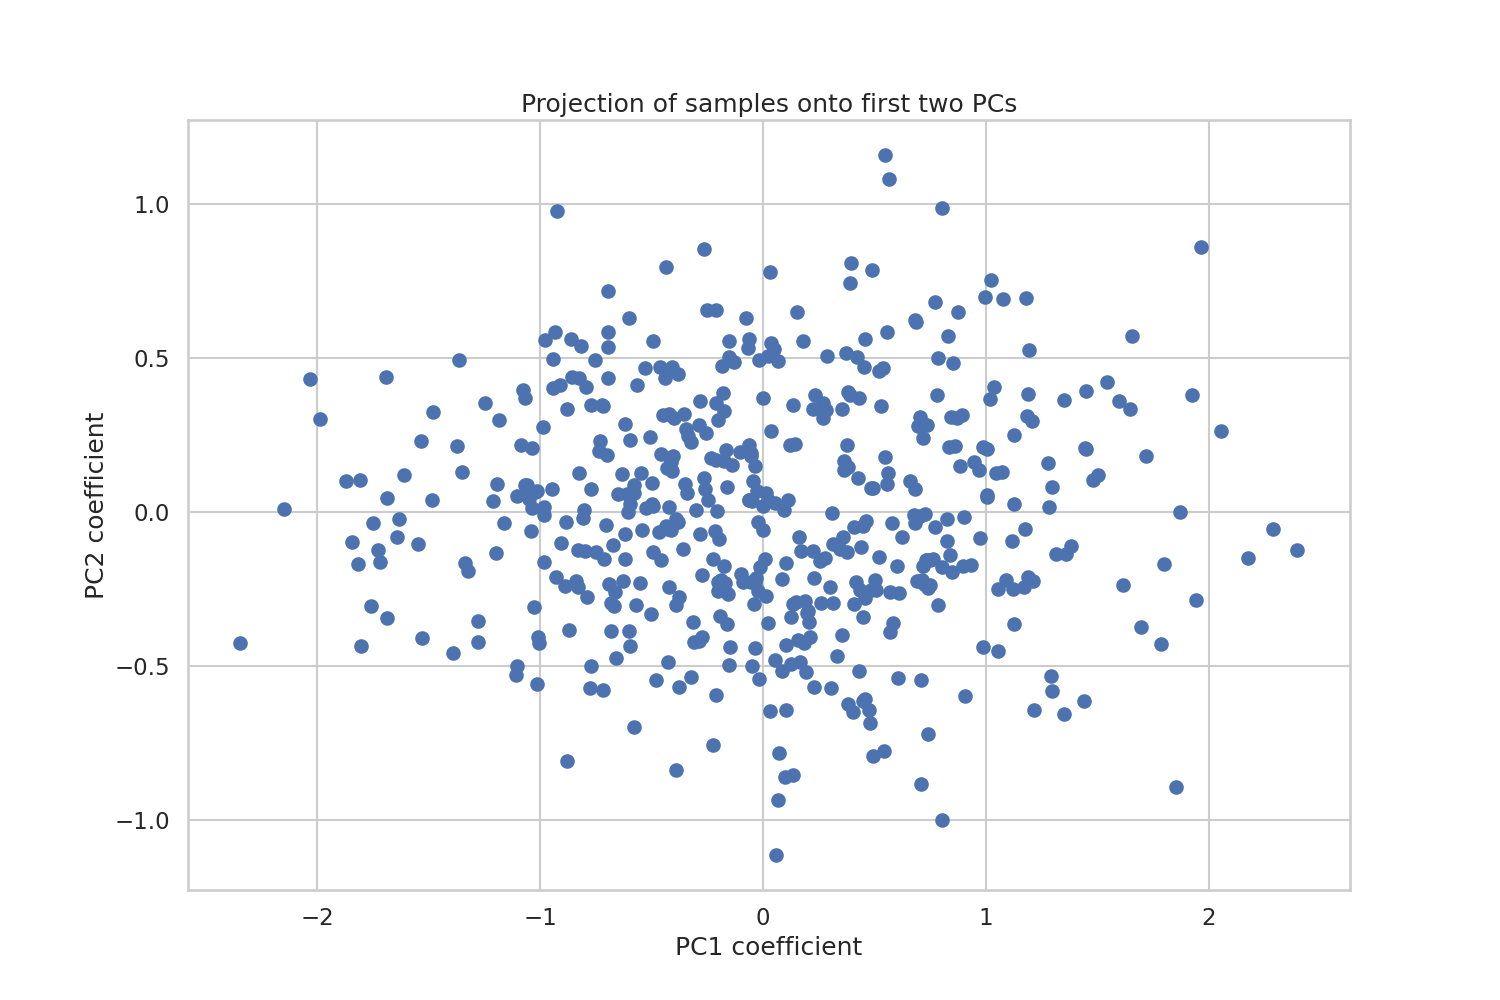 Projection of samples onto first two PCs
1.0
0.5
0.0
−0.5
−1.0
PC2 coefficient
−2 −1 0 1 2
PC1 coefficient